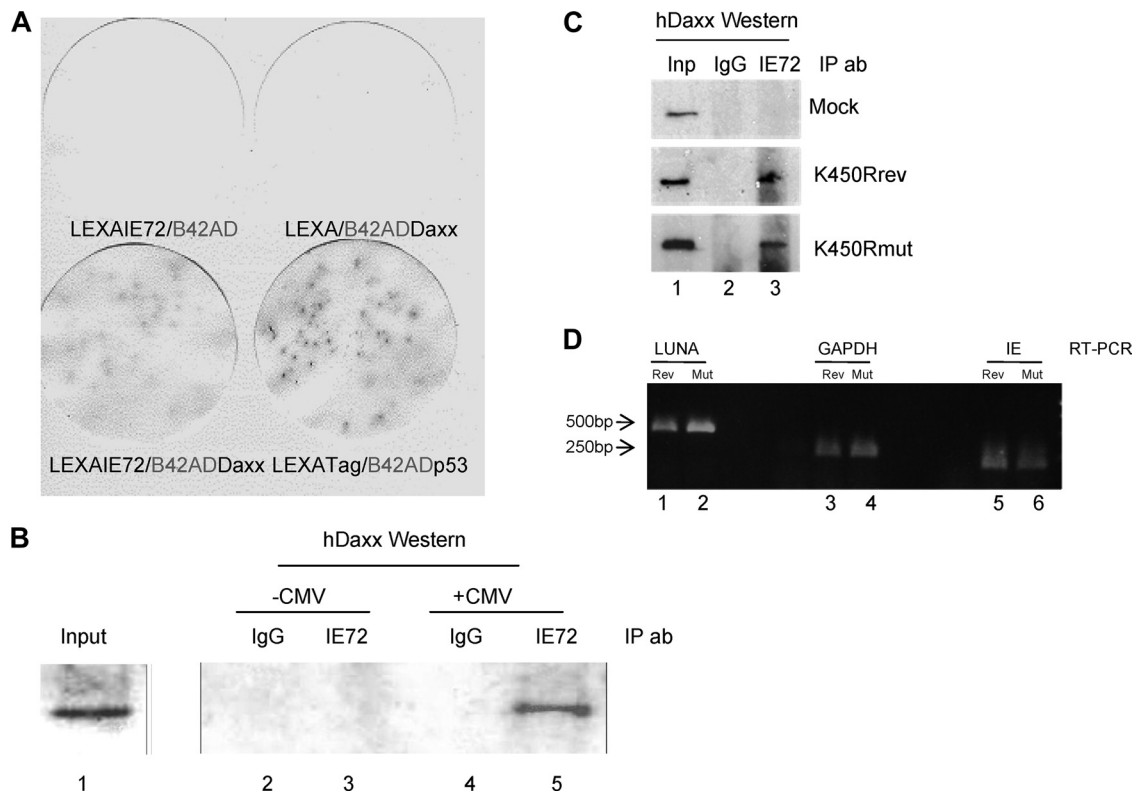 A
LEXAIE72/B42AD
LEXA/B42ADDaxx
LEXAIE72/B42ADDaxx
LEXATag/B42ADp53
B
hDaxx Western
-CMV
+CMV
Input
IgG
IE72
IgG
IE72
IP ab
1
2
3
4
5
C
hDaxx Western
Inp
IgG
IE72
IP ab
Mock
K450Rrev
K450Rmut
1
2
3
D
LUNA
GAPDH
IE
RT-PCR
Rev
Mut
Rev
Mut
Rev
Mut
500bp
250bp
1
2
3
4
5
6